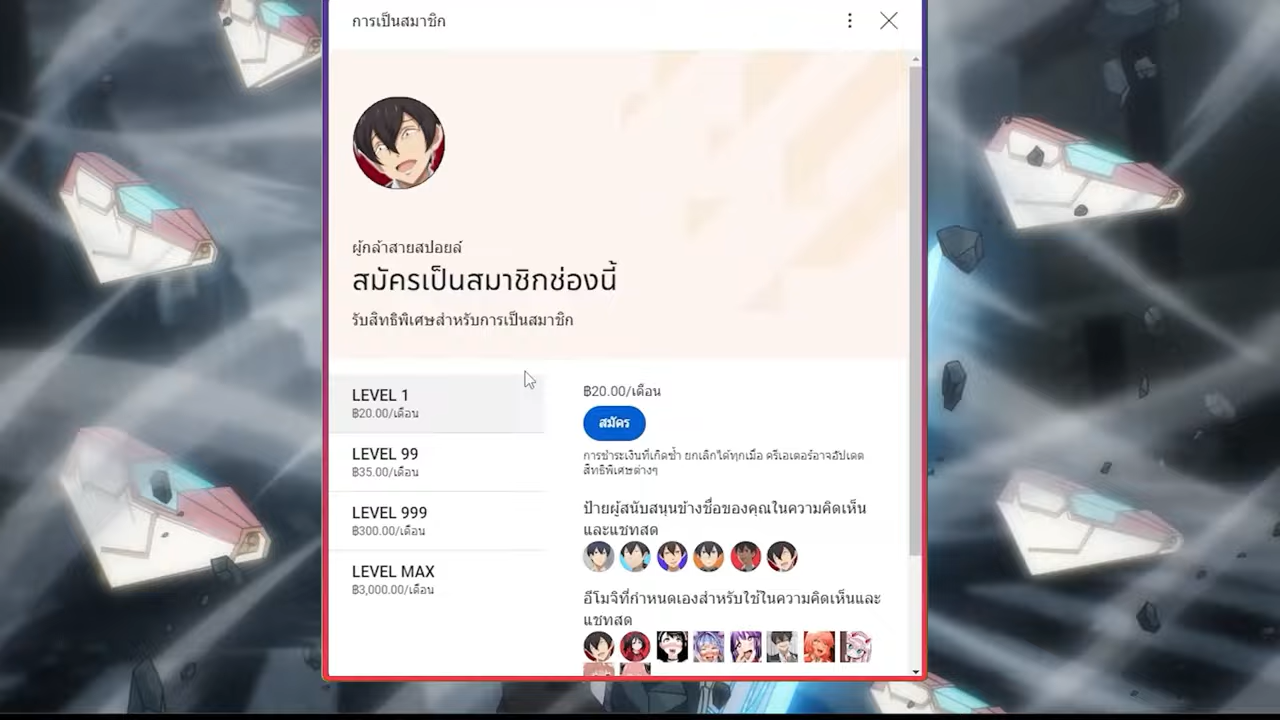 การเป็นสมาชิก
ผู้กล้าสายสปอยล์
สมัครเป็นสมาชิกช่องนี้
รับสิทธิพิเศษสำหรับการเป็นสมาชิก
LEVEL 1
฿20.00/เดือน
LEVEL 99
฿35.00/เดือน
LEVEL 999
฿300.00/เดือน
LEVEL MAX
฿3,000.00/เดือน
฿20.00/เดือน
สมัคร
การชำระเงินที่เกิดซ้ำ ยกเลิกได้ทุกเมื่อ ครีเอเตอร์อาจอัปเดต
สิทธิพิเศษต่างๆ
ป้ายผู้สนับสนุนข้างชื่อของคุณในความคิดเห็น
และแชทสด
อีโมจิที่กำหนดเองสำหรับใช้ในความคิดเห็นและ
แชทสด